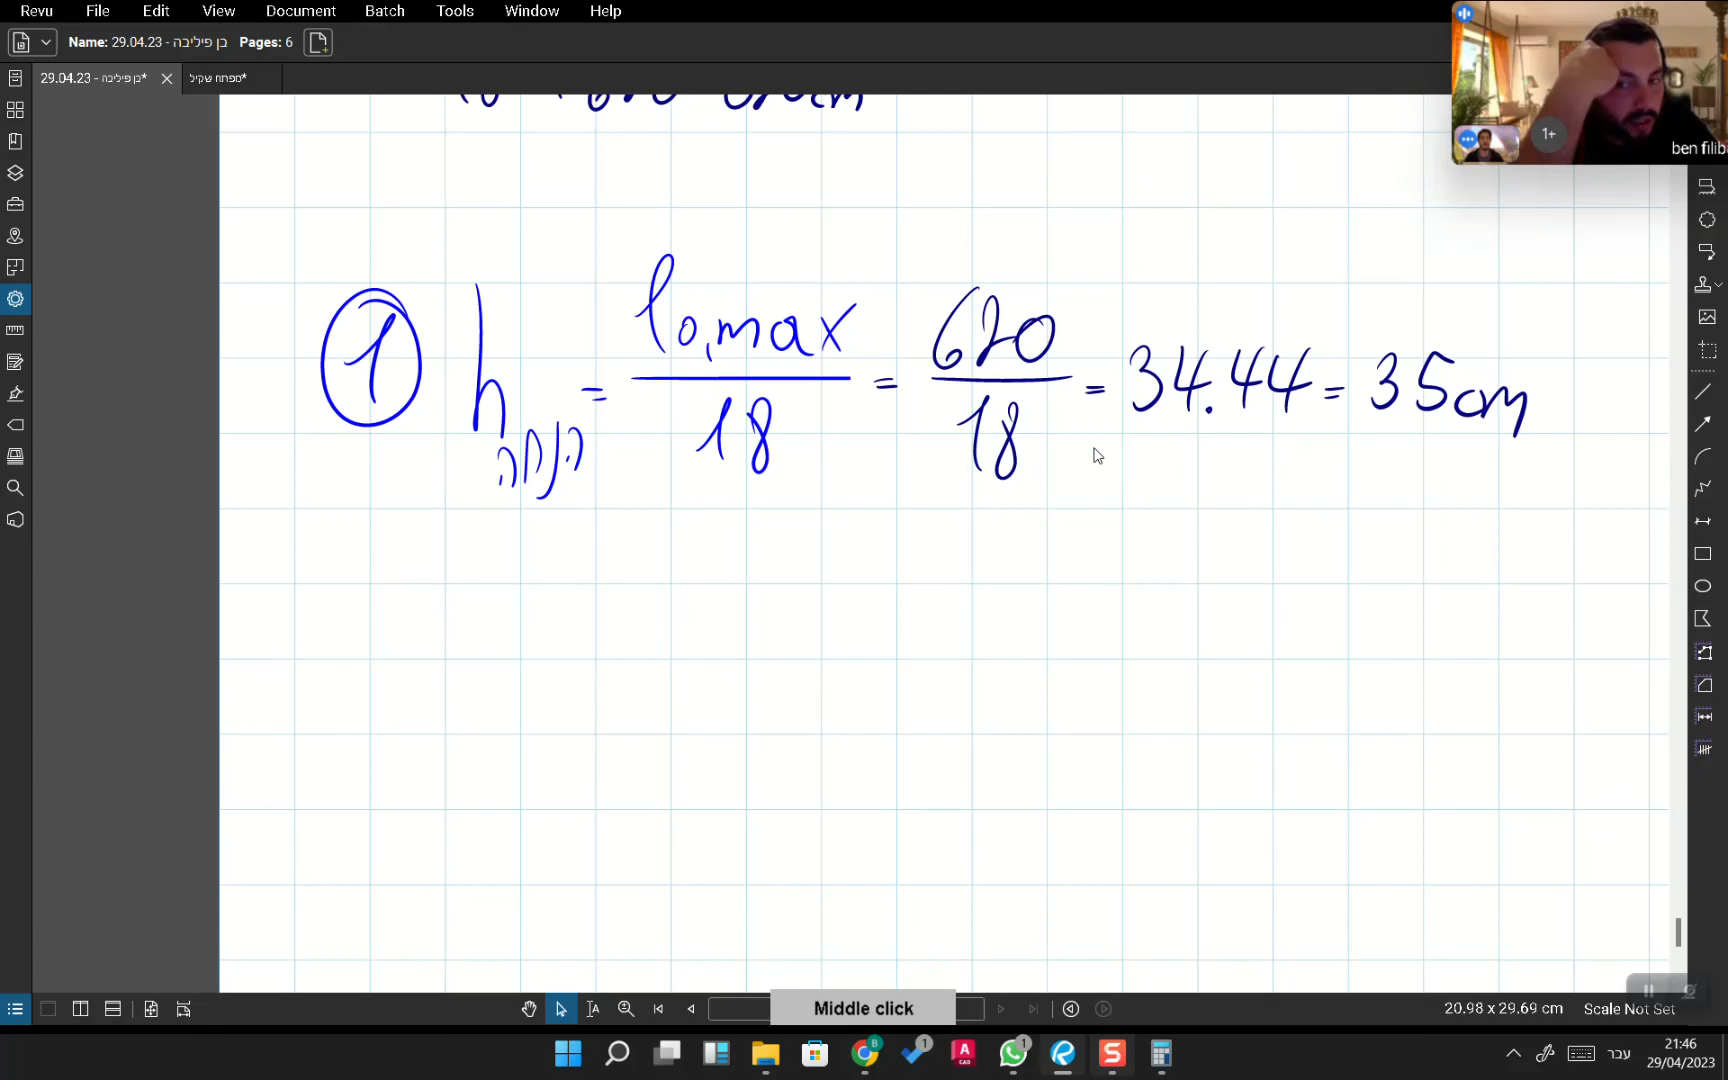 Revu File Edit View Document Batch Tools Window Help
Name: 29.04.23 - בן פיליבה Pages: 6
29.04.23 - בן פיליבה*
מפתח שקיל*
1+
ben filib
① h הנחה = lo,max / 18 = 620 / 18 = 34.44 = 35cm
Middle click
20.98 x 29.69 cm Scale Not Set
עבר
21:46
29/04/2023